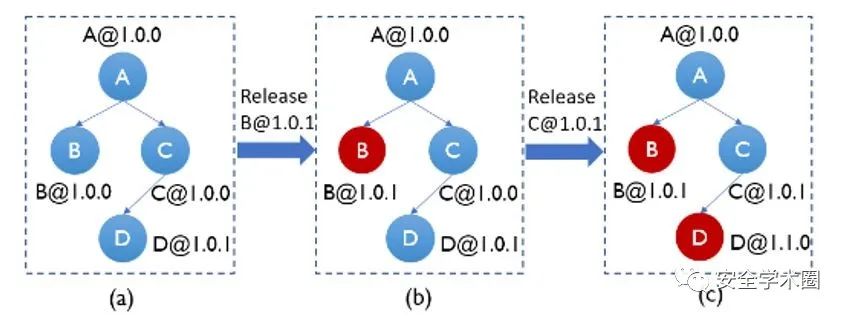 A@1.0.0
A
B
C
B@1.0.0
C@1.0.0
D
D@1.0.1
(a)
Release
B@1.0.1
A@1.0.0
A
B
C
B@1.0.1
C@1.0.0
D
D@1.0.1
(b)
Release
C@1.0.1
A@1.0.0
A
B
C
B@1.0.1
C@1.0.1
D
D@1.1.0
(c)
安全学术圈